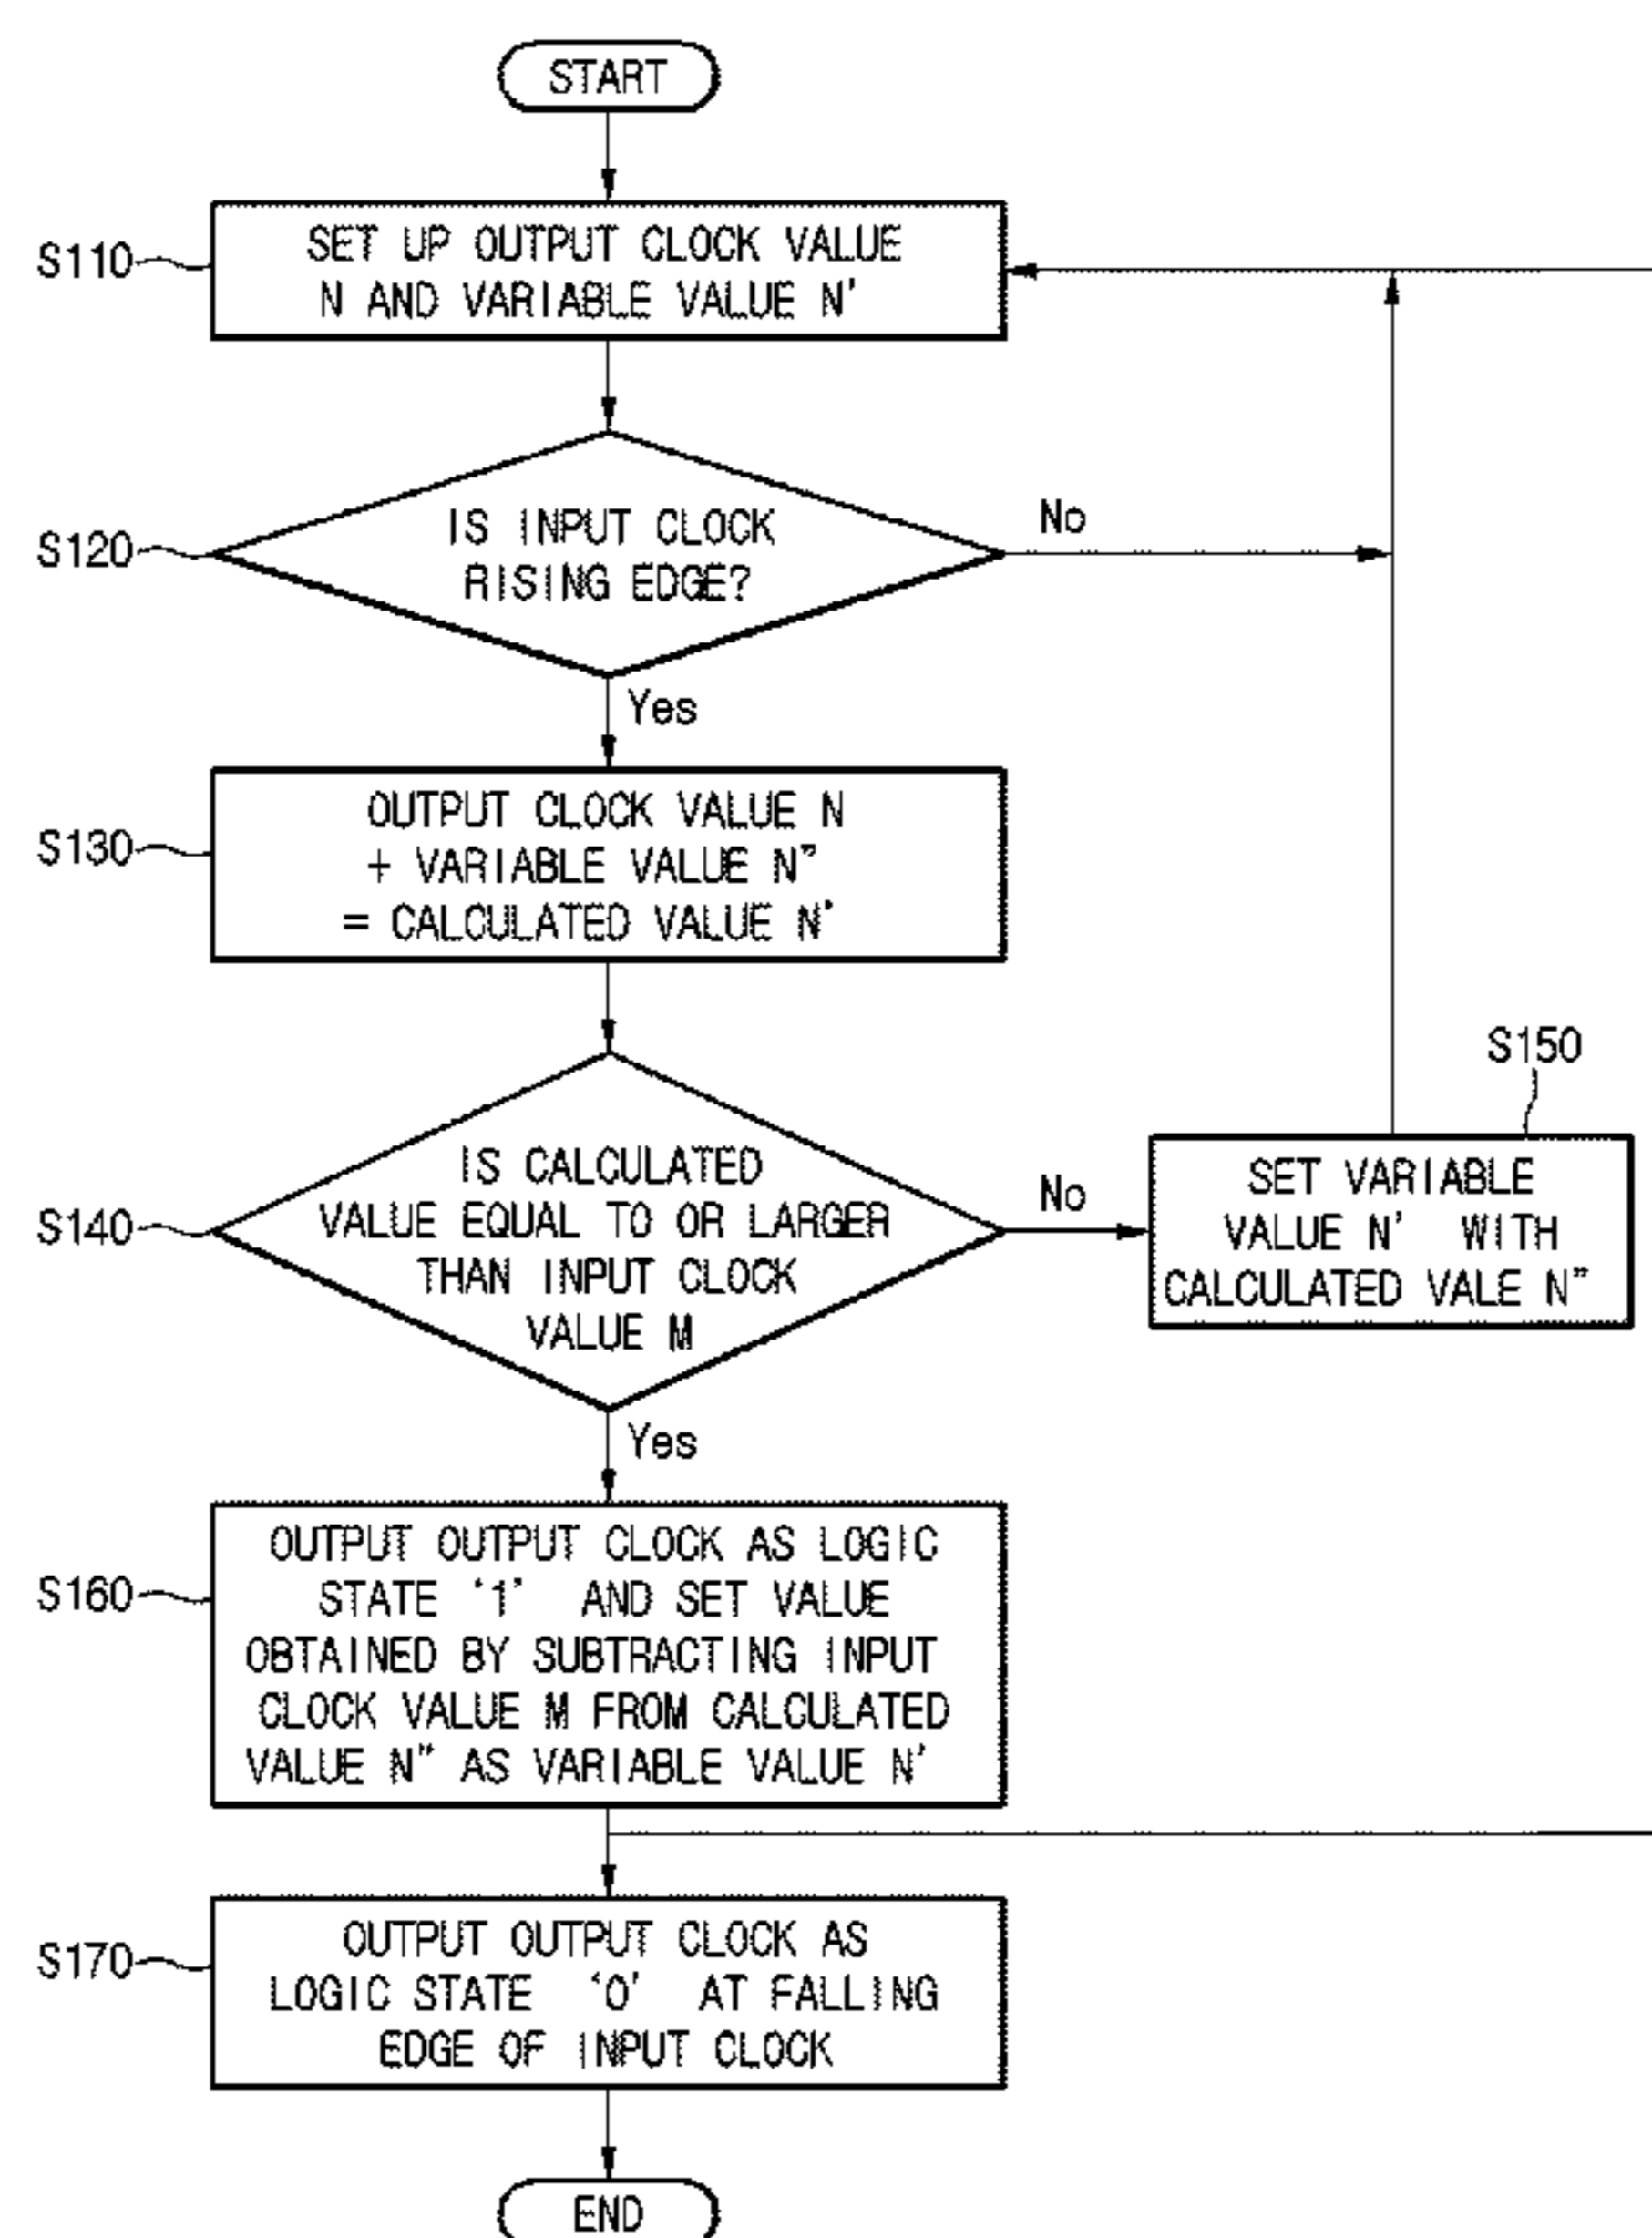 START
S110
SET UP OUTPUT CLOCK VALUE
N AND VARIABLE VALUE N'
S120
IS INPUT CLOCK
RISING EDGE?
No
Yes
S130
OUTPUT CLOCK VALUE N
+ VARIABLE VALUE N"
= CALCULATED VALUE N'
S140
IS CALCULATED
VALUE EQUAL TO OR LARGER
THAN INPUT CLOCK
VALUE M
No
S150
SET VARIABLE
VALUE N' WITH
CALCULATED VALE N"
Yes
S160
OUTPUT OUTPUT CLOCK AS LOGIC
STATE '1' AND SET VALUE
OBTAINED BY SUBTRACTING INPUT
CLOCK VALUE M FROM CALCULATED
VALUE N" AS VARIABLE VALUE N'
S170
OUTPUT OUTPUT CLOCK AS
LOGIC STATE '0' AT FALLING
EDGE OF INPUT CLOCK
END